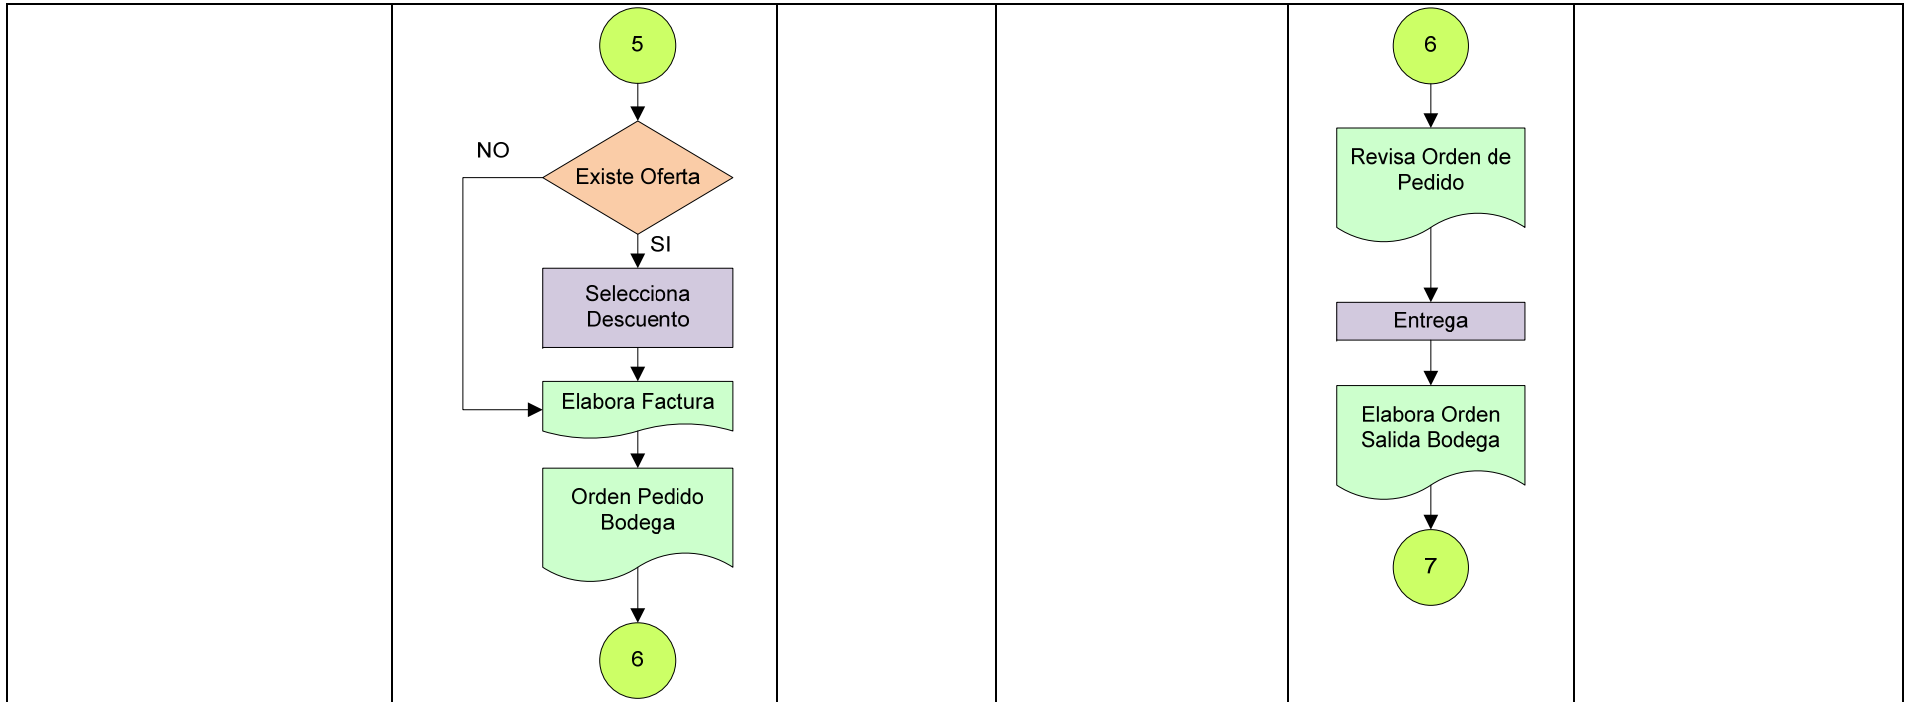 5
NO
Existe Oferta
SI
Selecciona
Descuento
Elabora Factura
Orden Pedido
Bodega
6
6
Revisa Orden de
Pedido
Entrega
Elabora Orden
Salida Bodega
7